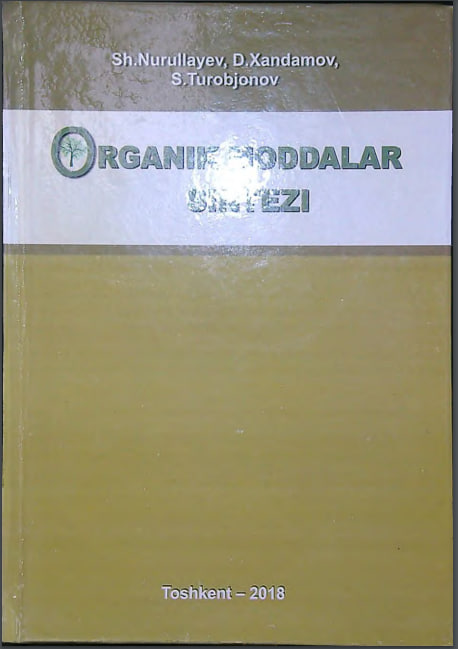 Sh.Nurullayev, D.Xandamov,
S.Turobjonov
ORGANIK MODDALAR
SINTEZI
Toshkent – 2018